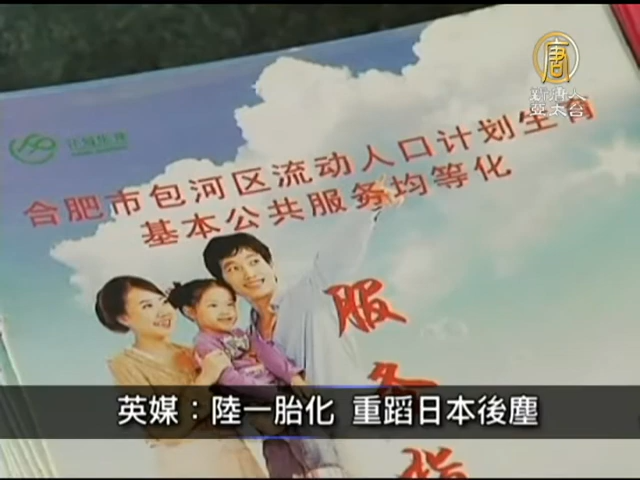 新唐人
亞太台
合肥市包河区流动人口计划生育
基本公共服务均等化
服务指
英媒：陸一胎化 重蹈日本後塵